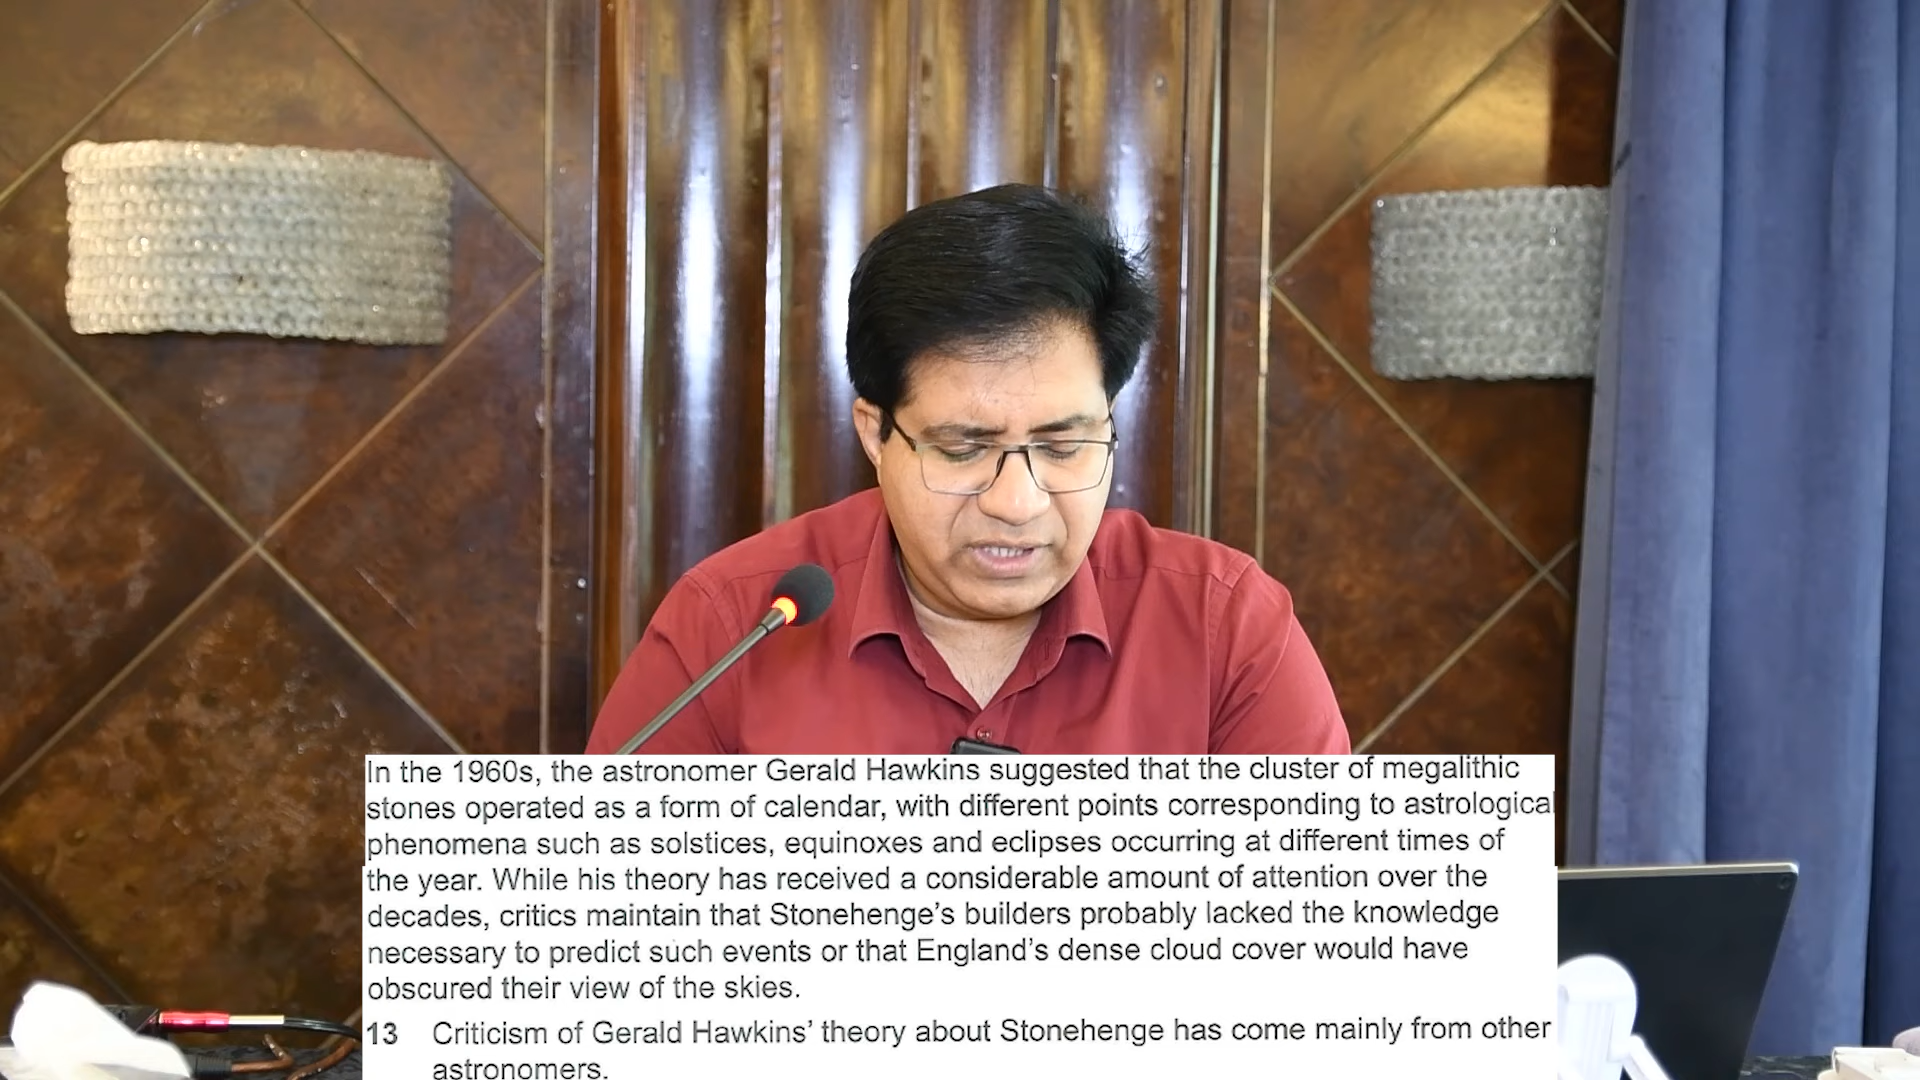 In the 1960s, the astronomer Gerald Hawkins suggested that the cluster of megalithic
stones operated as a form of calendar, with different points corresponding to astrological
phenomena such as solstices, equinoxes and eclipses occurring at different times of
the year. While his theory has received a considerable amount of attention over the
decades, critics maintain that Stonehenge's builders probably lacked the knowledge
necessary to predict such events or that England's dense cloud cover would have
obscured their view of the skies.
13 Criticism of Gerald Hawkins' theory about Stonehenge has come mainly from other
astronomers.